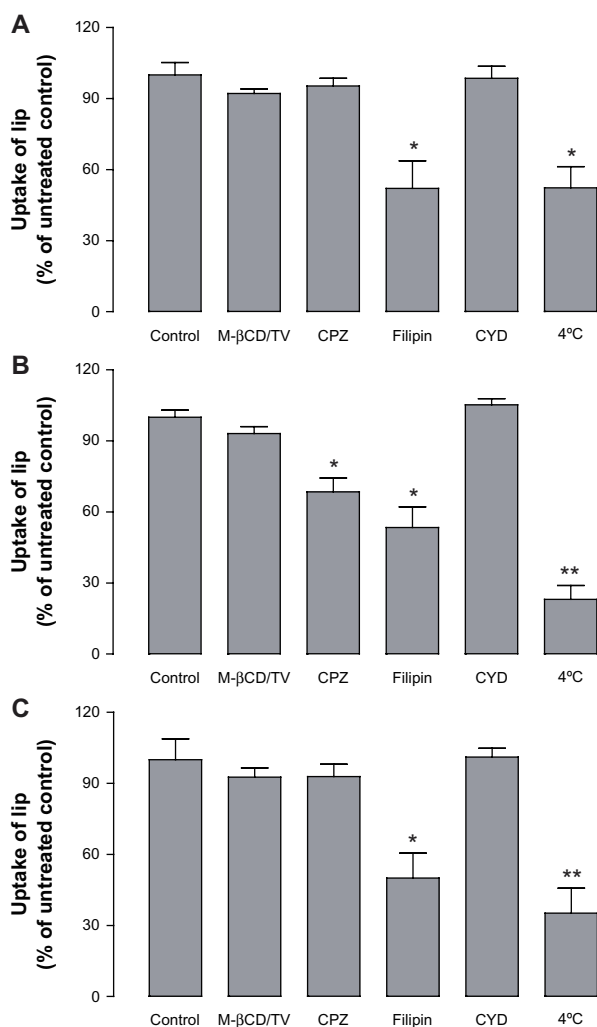 A
Uptake of lip
(% of untreated control)
120
90
60
30
0
* *
Control M-βCD/TV CPZ Filipin CYD 4ºC
B
Uptake of lip
(% of untreated control)
120
90
60
30
0
* * **
Control M-βCD/TV CPZ Filipin CYD 4ºC
C
Uptake of lip
(% of untreated control)
120
90
60
30
0
* **
Control M-βCD/TV CPZ Filipin CYD 4ºC